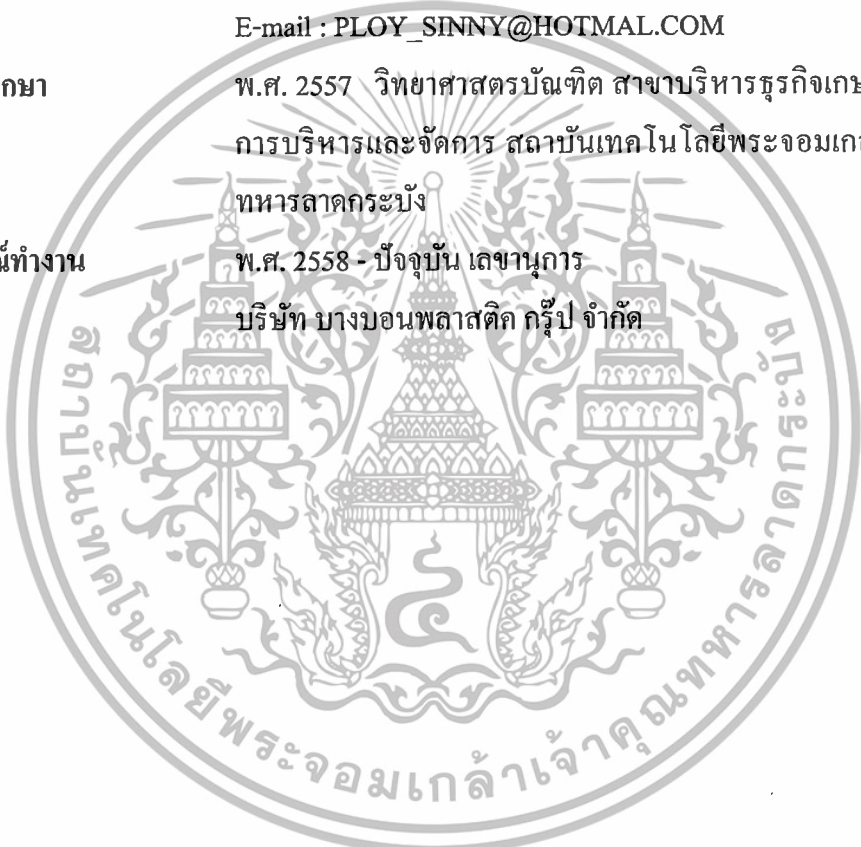 E-mail : PLOY_SINNY@HOTMAL.COM
กษา พ.ศ. 2557 วิทยาศาสตรบัณฑิต สาขาบริหารธุรกิจเกษ
การบริหารและจัดการ สถาบันเทคโนโลยีพระจอมเกล
ทหารลาดกระบัง
ณ์ทำงาน พ.ศ. 2558 - ปัจจุบัน เลขานุการ
บริษัท บางบอนพลาสติค กรุ๊ป จำกัด
สถาบันเทคโนโลยีพระจอมเกล้าเจ้าคุณทหารลาดกระบัง